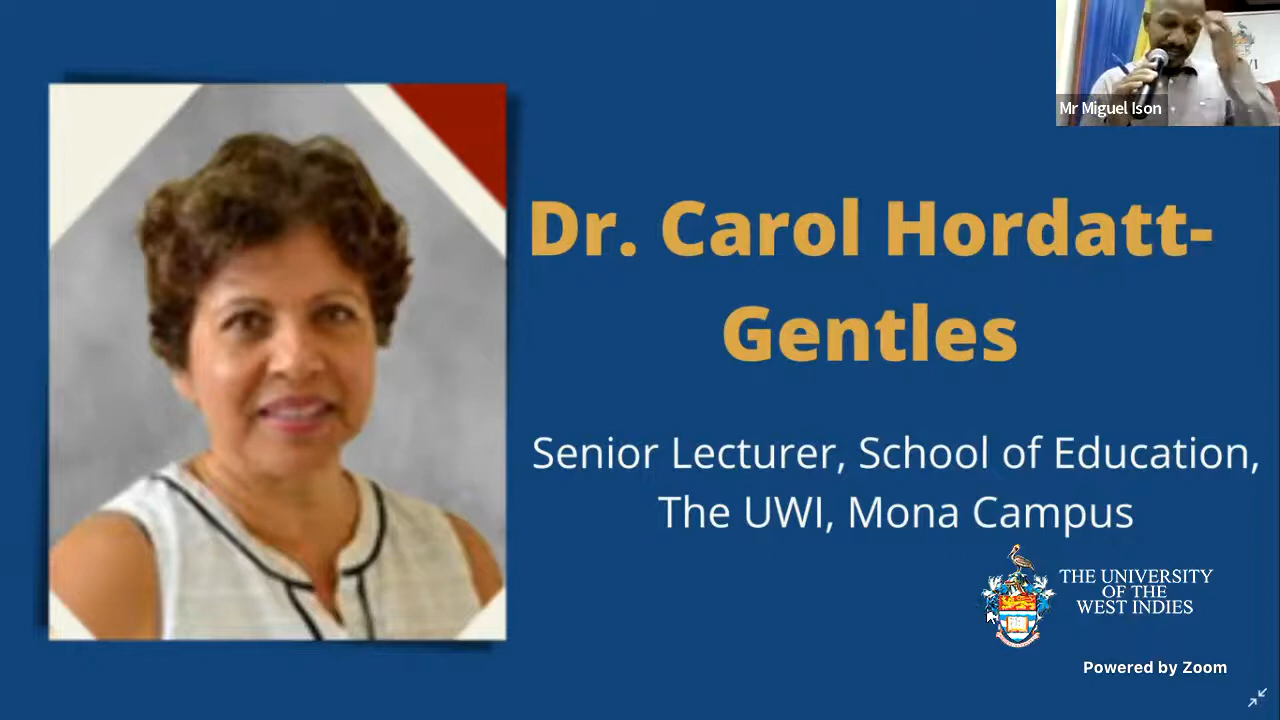 Mr Miguel Ison
Dr. Carol Hordatt-
Gentles
Senior Lecturer, School of Education,
The UWI, Mona Campus
THE UNIVERSITY
OF THE
WEST INDIES
Powered by Zoom